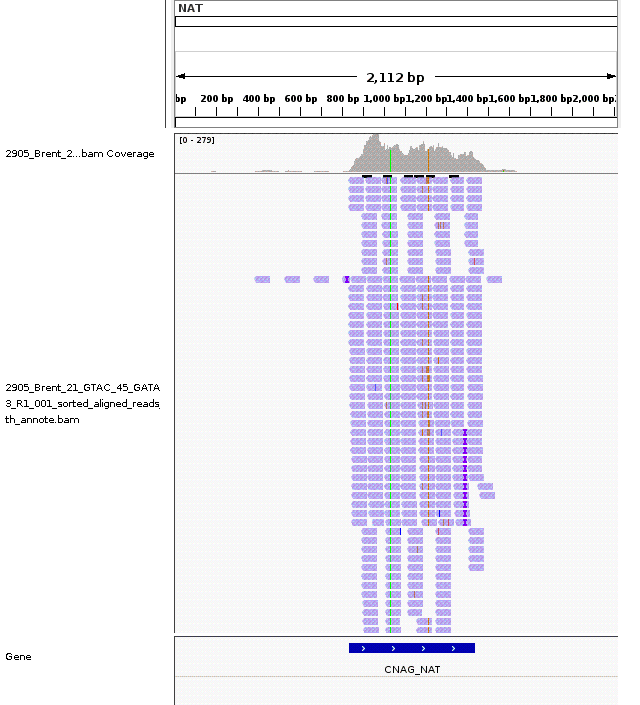 NAT
2,112 bp
bp 200 bp 400 bp 600 bp 800 bp 1,000 bp 1,200 bp 1,400 bp 1,600 bp 1,800 bp 2,000 bp
[0 - 279]
2905_Brent_2...bam Coverage
2905_Brent_21_GTAC_45_GATA
3_R1_001_sorted_aligned_reads_
th_annote.bam
Gene
CNAG_NAT